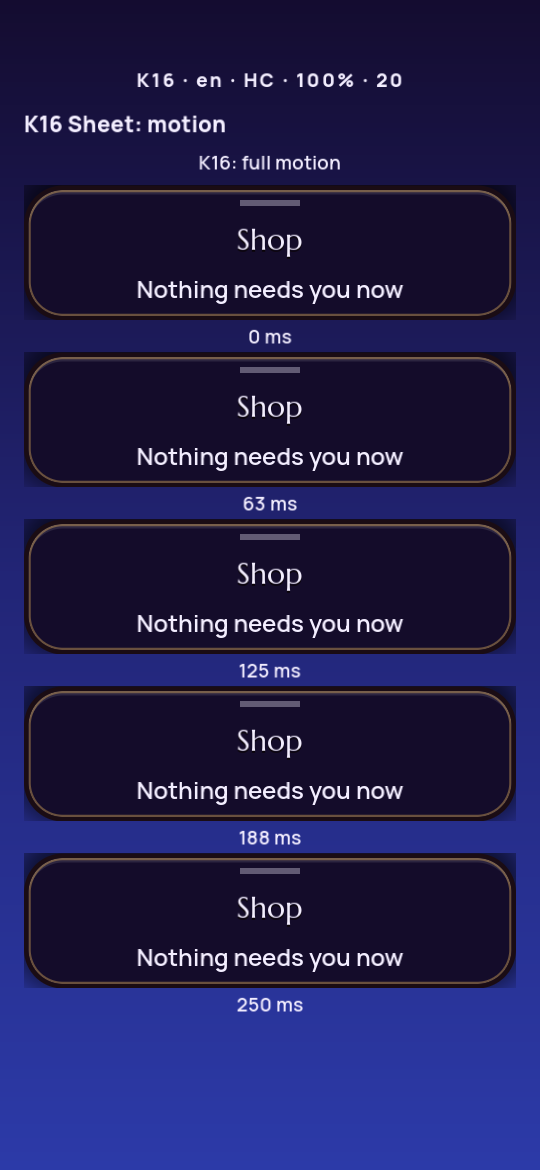 K16 · en · HC · 100% · 20
K16 Sheet: motion
K16: full motion
Shop
Nothing needs you now
0 ms
Shop
Nothing needs you now
63 ms
Shop
Nothing needs you now
125 ms
Shop
Nothing needs you now
188 ms
Shop
Nothing needs you now
250 ms